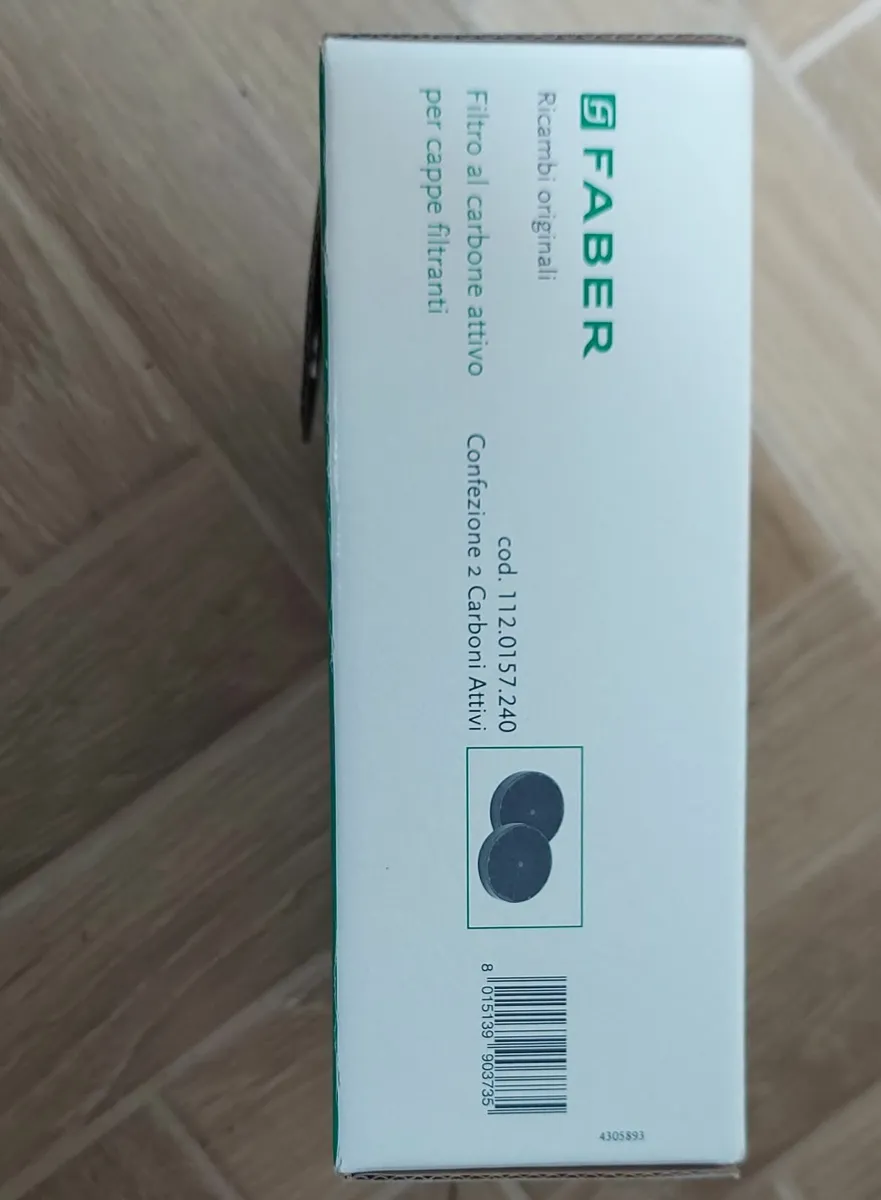 FABER
Ricambi originali
Filtro al carbone attivo
per cappe filtranti
cod. 112.0157.240
Confezione 2 Carboni Attivi
8 015139 903735
4305893